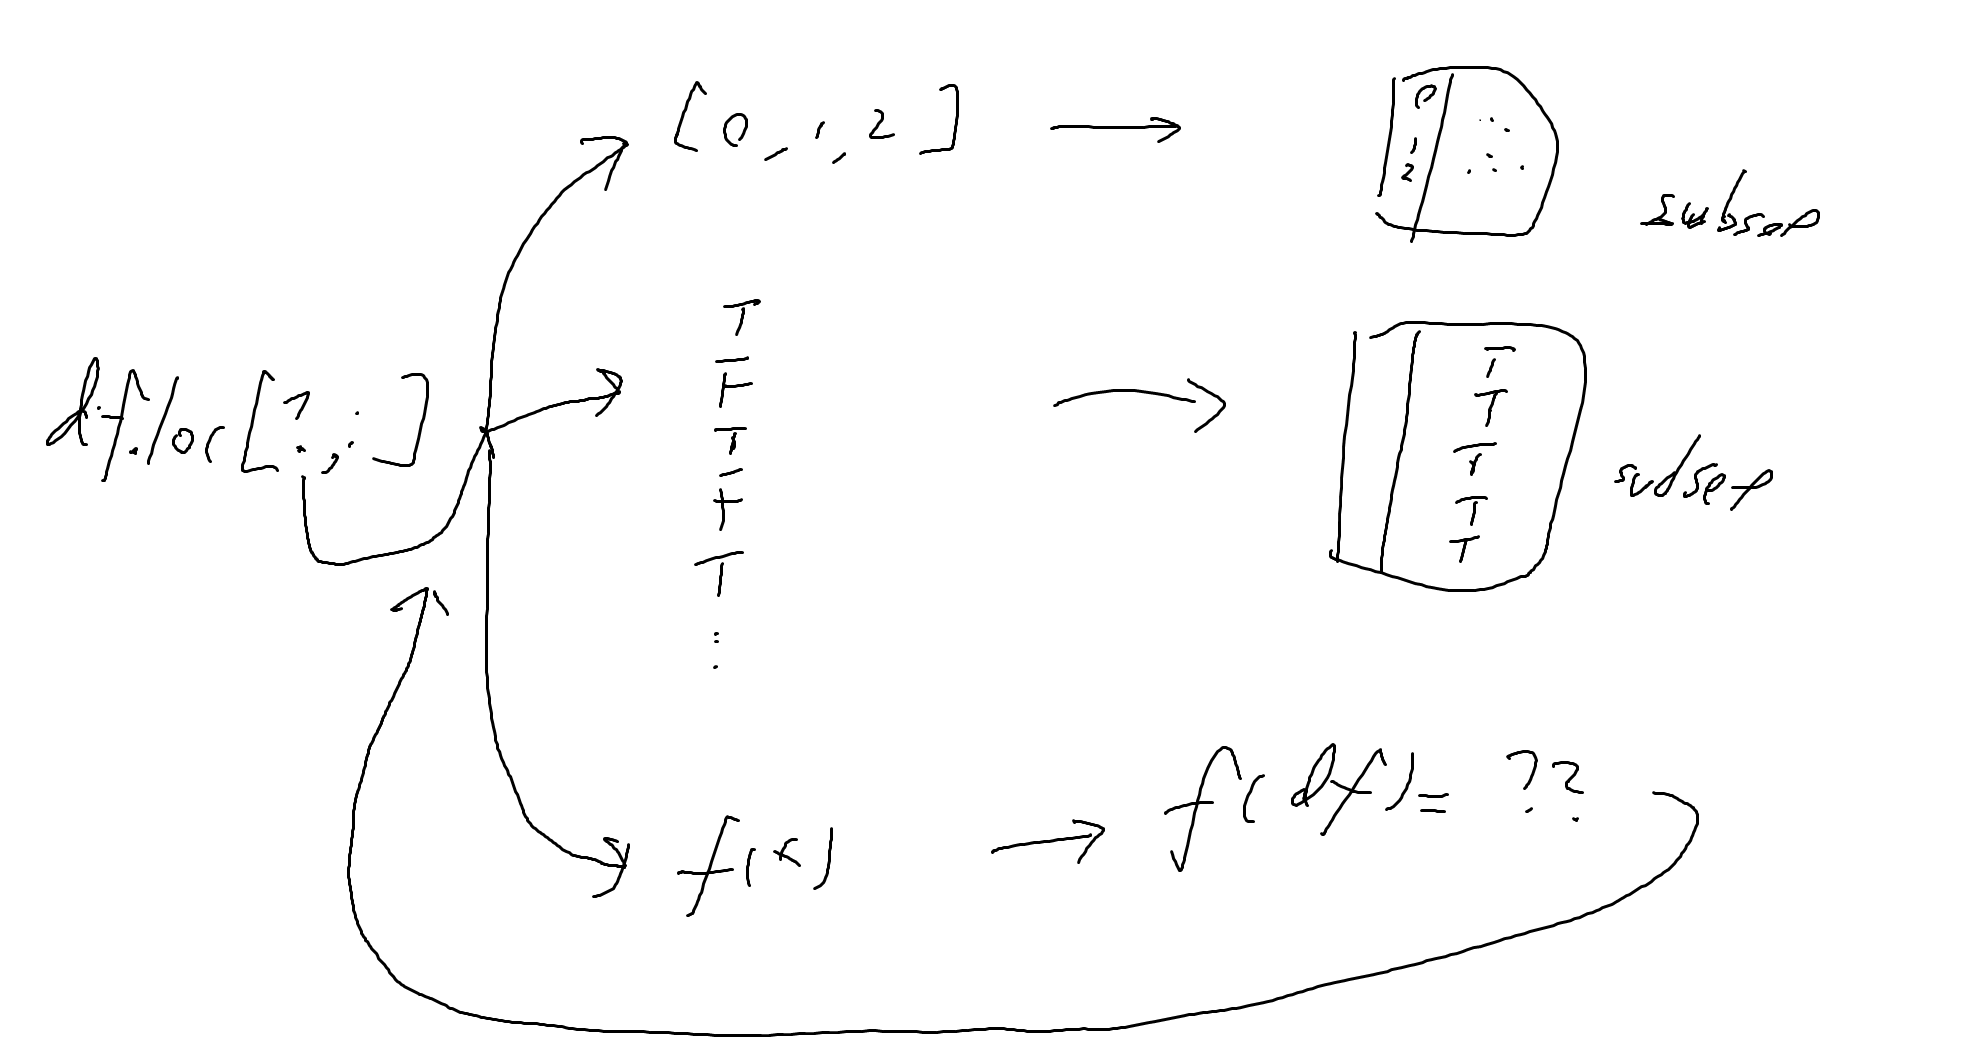 [0, 1, 2]
0
1
2
subset
T
F
T
F
T
⋮
df.loc[?, :]
T
T
T
T
T
subset
f(x)
f(df) = ??